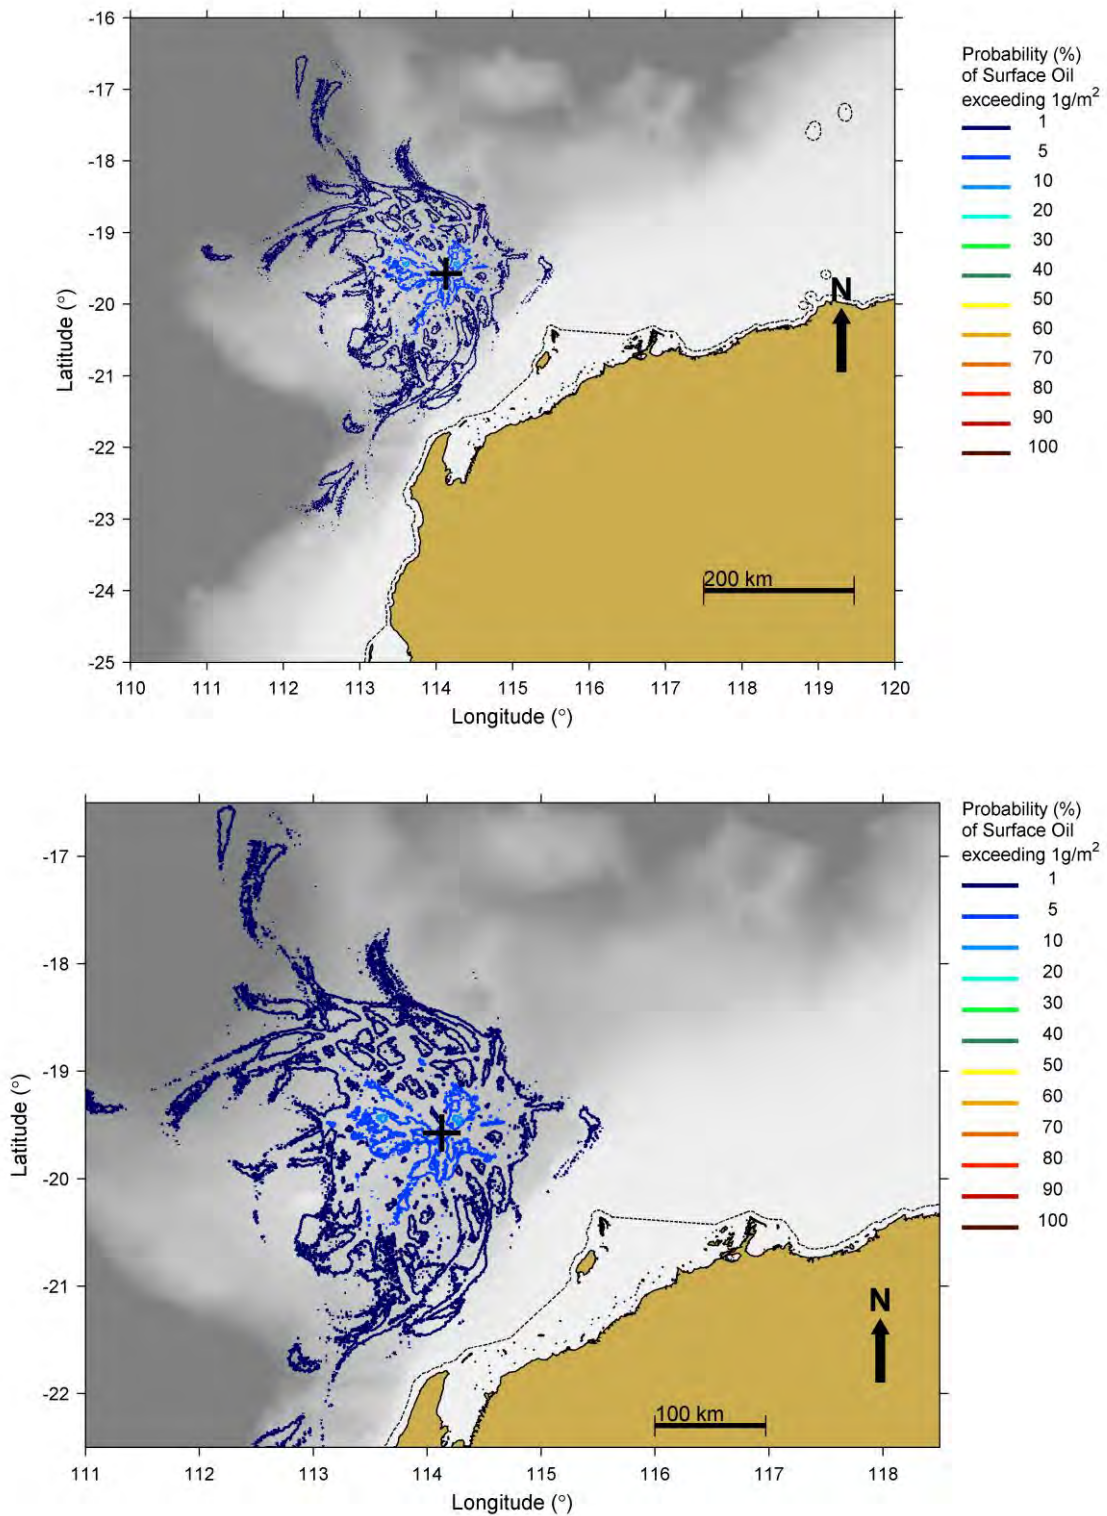 -16
-17
-18
-19
-20
-21
-22
-23
-24
-25
Latitude (°)
110 111 112 113 114 115 116 117 118 119 120
Longitude (°)
N
200 km
Probability (%)
of Surface Oil
exceeding 1g/m²
1
5
10
20
30
40
50
60
70
80
90
100
-17
-18
-19
-20
-21
-22
Latitude (°)
111 112 113 114 115 116 117 118
Longitude (°)
N
100 km
Probability (%)
of Surface Oil
exceeding 1g/m²
1
5
10
20
30
40
50
60
70
80
90
100